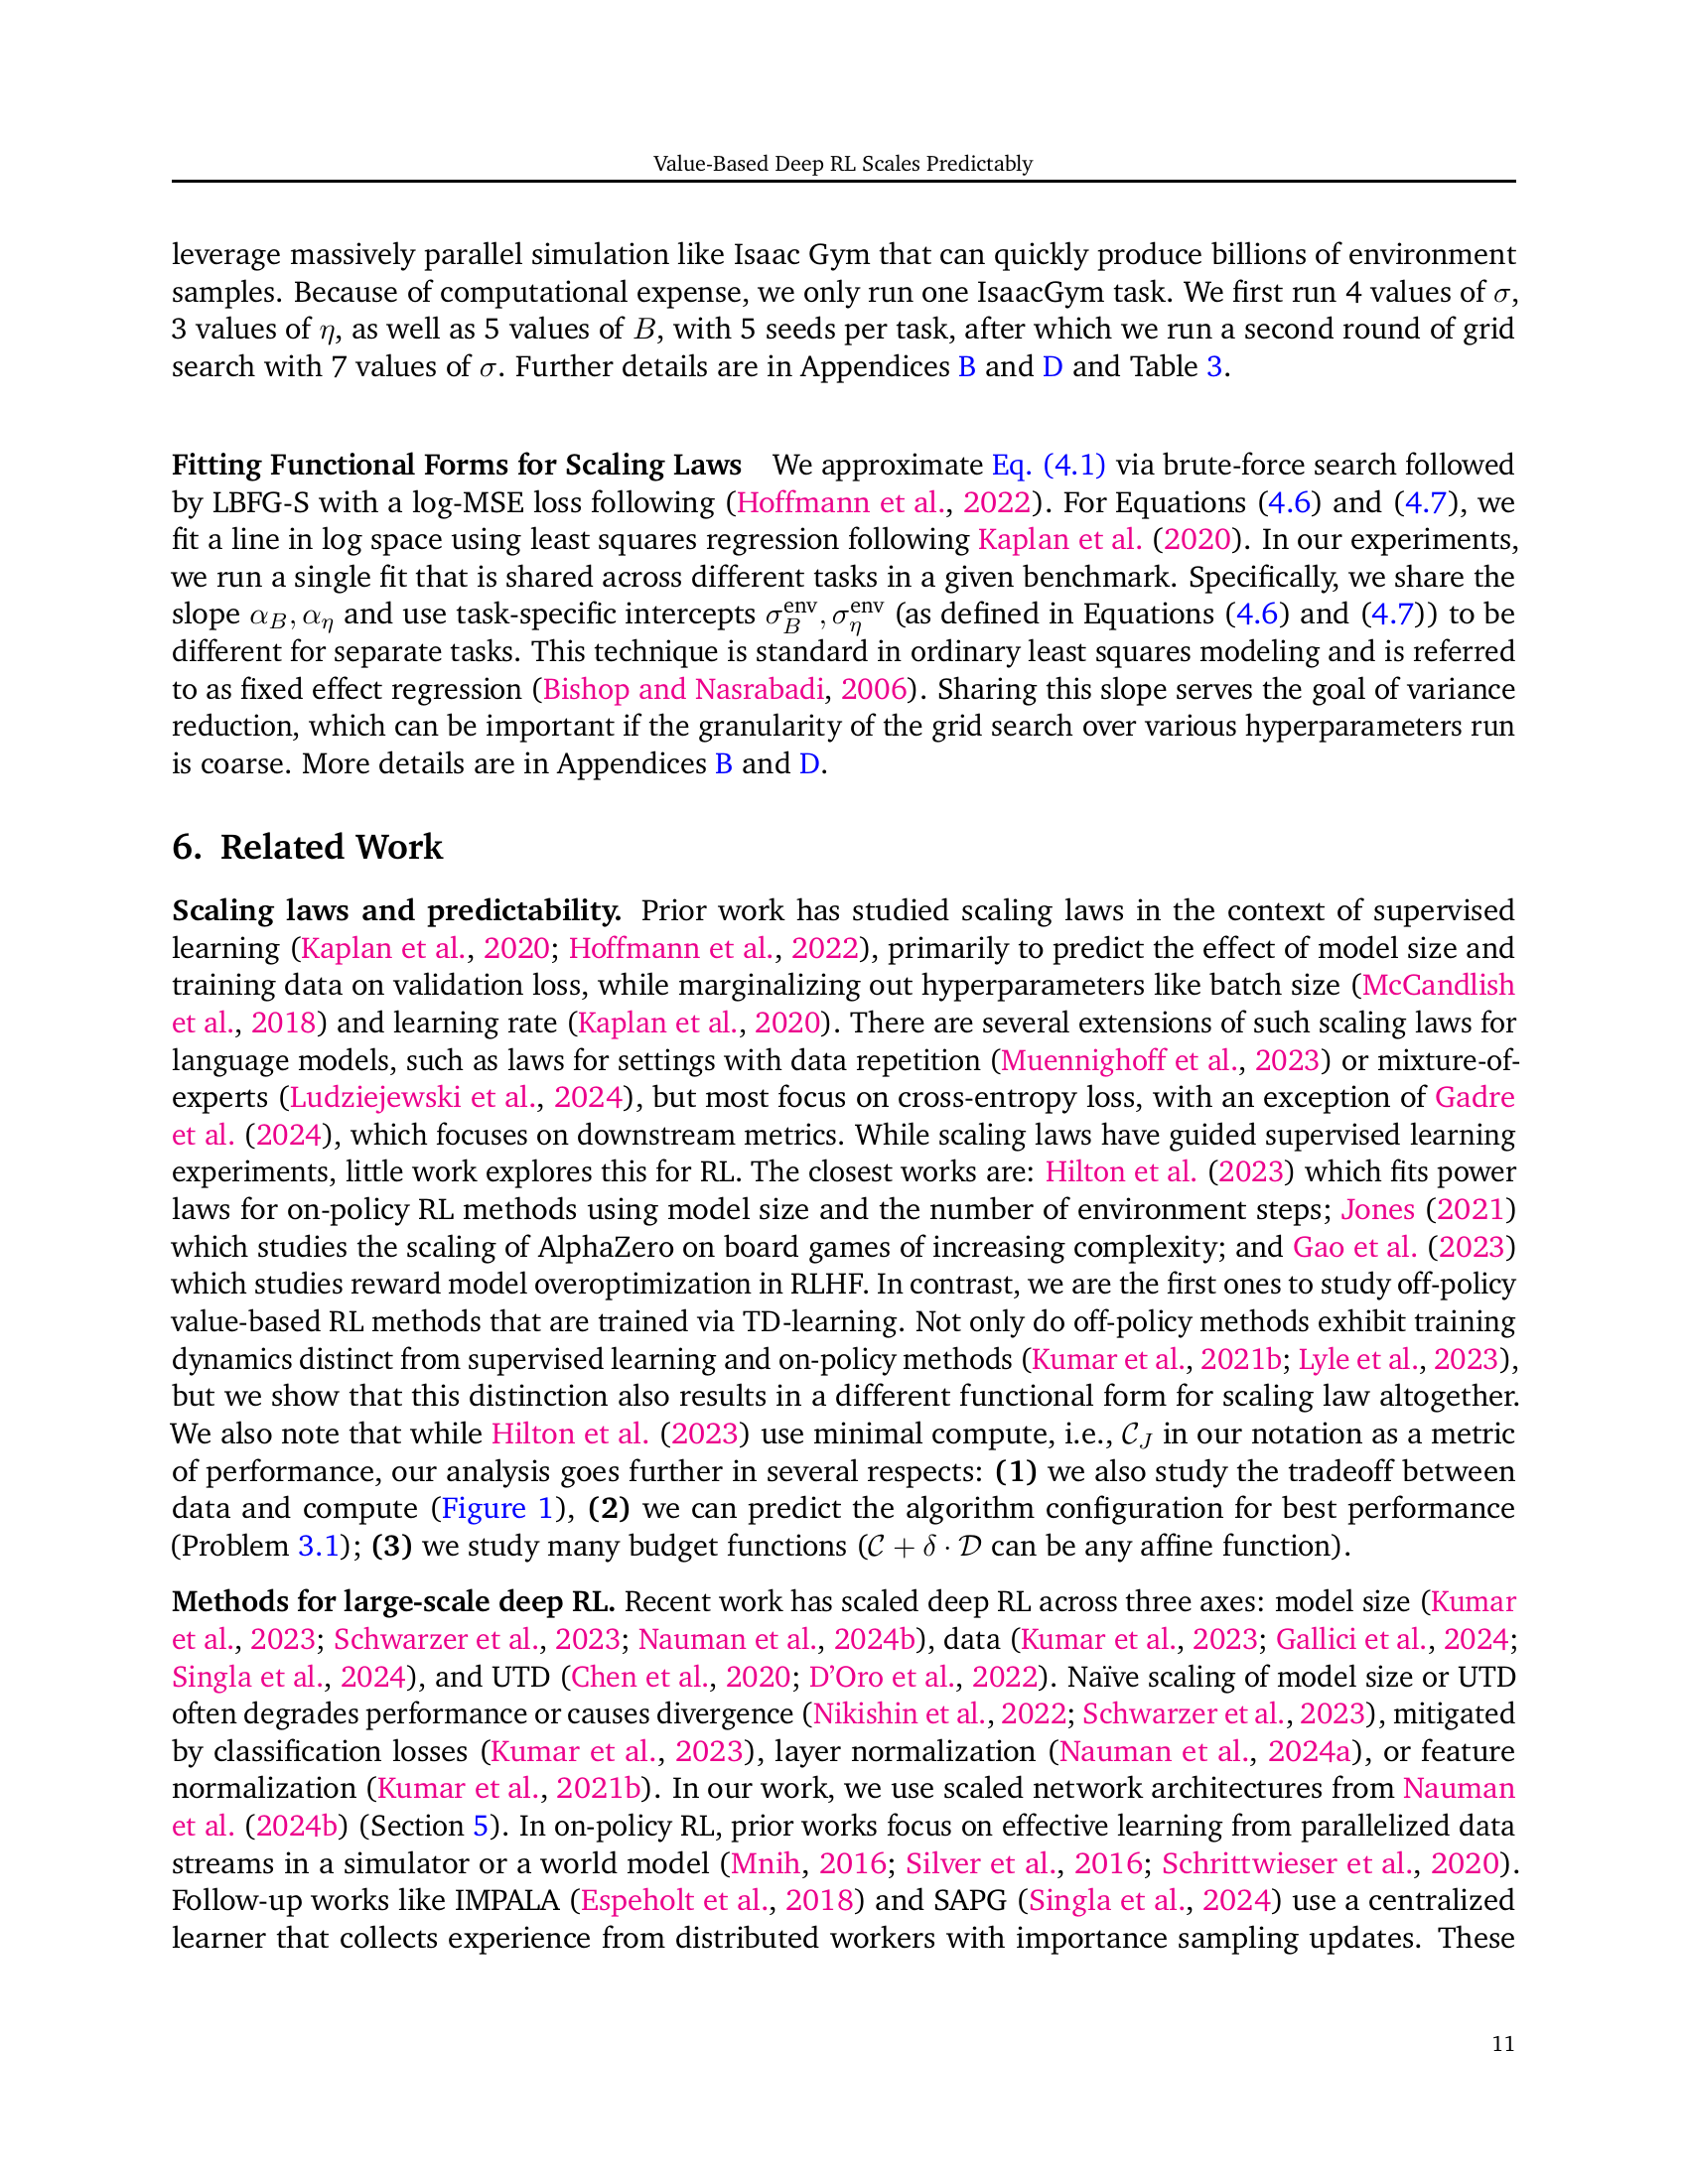 Value-Based Deep RL Scales Predictably
leverage massively parallel simulation like Isaac Gym that can quickly produce billions of environment
samples. Because of computational expense, we only run one IsaacGym task. We first run 4 values of σ,
3 values of η, as well as 5 values of B, with 5 seeds per task, after which we run a second round of grid
search with 7 values of σ. Further details are in Appendices B and D and Table 3.
Fitting Functional Forms for Scaling Laws We approximate Eq. (4.1) via brute-force search followed
by LBFG-S with a log-MSE loss following (Hoffmann et al., 2022). For Equations (4.6) and (4.7), we
fit a line in log space using least squares regression following Kaplan et al. (2020). In our experiments,
we run a single fit that is shared across different tasks in a given benchmark. Specifically, we share the
slope α_B, α_η and use task-specific intercepts σ_B^env, σ_η^env (as defined in Equations (4.6) and (4.7)) to be
different for separate tasks. This technique is standard in ordinary least squares modeling and is referred
to as fixed effect regression (Bishop and Nasrabadi, 2006). Sharing this slope serves the goal of variance
reduction, which can be important if the granularity of the grid search over various hyperparameters run
is coarse. More details are in Appendices B and D.
6. Related Work
Scaling laws and predictability. Prior work has studied scaling laws in the context of supervised
learning (Kaplan et al., 2020; Hoffmann et al., 2022), primarily to predict the effect of model size and
training data on validation loss, while marginalizing out hyperparameters like batch size (McCandlish
et al., 2018) and learning rate (Kaplan et al., 2020). There are several extensions of such scaling laws for
language models, such as laws for settings with data repetition (Muennighoff et al., 2023) or mixture-of-
experts (Ludziejewski et al., 2024), but most focus on cross-entropy loss, with an exception of Gadre
et al. (2024), which focuses on downstream metrics. While scaling laws have guided supervised learning
experiments, little work explores this for RL. The closest works are: Hilton et al. (2023) which fits power
laws for on-policy RL methods using model size and the number of environment steps; Jones (2021)
which studies the scaling of AlphaZero on board games of increasing complexity; and Gao et al. (2023)
which studies reward model overoptimization in RLHF. In contrast, we are the first ones to study off-policy
value-based RL methods that are trained via TD-learning. Not only do off-policy methods exhibit training
dynamics distinct from supervised learning and on-policy methods (Kumar et al., 2021b; Lyle et al., 2023),
but we show that this distinction also results in a different functional form for scaling law altogether.
We also note that while Hilton et al. (2023) use minimal compute, i.e., 𝒞_J in our notation as a metric
of performance, our analysis goes further in several respects: (1) we also study the tradeoff between
data and compute (Figure 1), (2) we can predict the algorithm configuration for best performance
(Problem 3.1); (3) we study many budget functions (𝒞 + δ · 𝒟 can be any affine function).
Methods for large-scale deep RL. Recent work has scaled deep RL across three axes: model size (Kumar
et al., 2023; Schwarzer et al., 2023; Nauman et al., 2024b), data (Kumar et al., 2023; Gallici et al., 2024;
Singla et al., 2024), and UTD (Chen et al., 2020; D'Oro et al., 2022). Naïve scaling of model size or UTD
often degrades performance or causes divergence (Nikishin et al., 2022; Schwarzer et al., 2023), mitigated
by classification losses (Kumar et al., 2023), layer normalization (Nauman et al., 2024a), or feature
normalization (Kumar et al., 2021b). In our work, we use scaled network architectures from Nauman
et al. (2024b) (Section 5). In on-policy RL, prior works focus on effective learning from parallelized data
streams in a simulator or a world model (Mnih, 2016; Silver et al., 2016; Schrittwieser et al., 2020).
Follow-up works like IMPALA (Espeholt et al., 2018) and SAPG (Singla et al., 2024) use a centralized
learner that collects experience from distributed workers with importance sampling updates. These
11